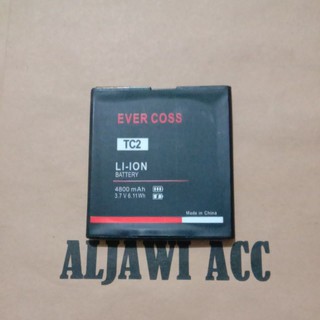 EVER COSS
TC2
LI-ION
BATTERY
4800 mAh
3.7 V 6.11Wh
Made in China
ALJAWI ACC